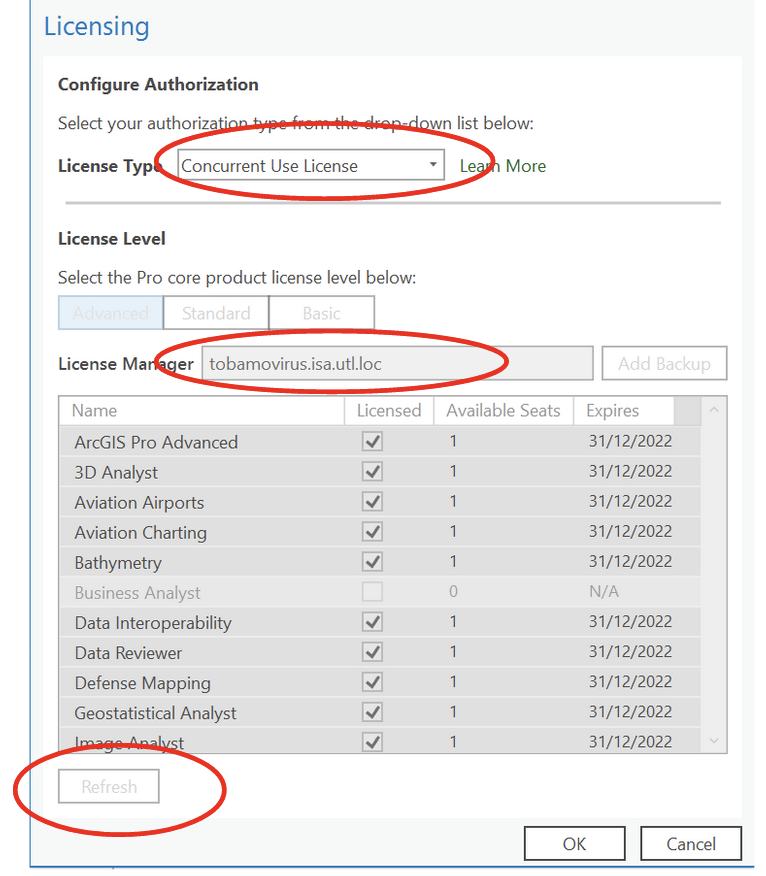 Licensing
Configure Authorization
Select your authorization type from the drop-down list below:
License Type Concurrent Use License Learn More
License Level
Select the Pro core product license level below:
Advanced Standard Basic
License Manager tobamovirus.isa.utl.loc Add Backup
Name Licensed Available Seats Expires
ArcGIS Pro Advanced 1 31/12/2022
3D Analyst 1 31/12/2022
Aviation Airports 1 31/12/2022
Aviation Charting 1 31/12/2022
Bathymetry 1 31/12/2022
Business Analyst 0 N/A
Data Interoperability 1 31/12/2022
Data Reviewer 1 31/12/2022
Defense Mapping 1 31/12/2022
Geostatistical Analyst 1 31/12/2022
Image Analyst 1 31/12/2022
Refresh
OK Cancel